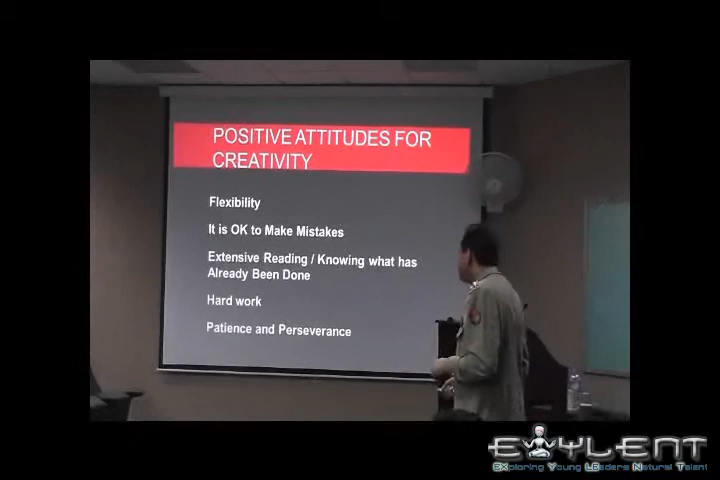 POSITIVE ATTITUDES FOR
CREATIVITY
Flexibility
It is OK to Make Mistakes
Extensive Reading / Knowing what has
Already Been Done
Hard work
Patience and Perseverance
EXYLENT
EXploring Young LEaders Natural Talent